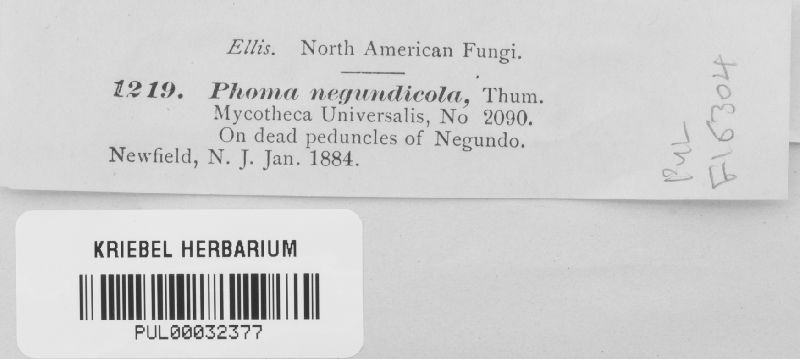 Ellis. North American Fungi.
1219. Phoma negundicola, Thum.
Mycotheca Universalis, No 2090.
On dead peduncles of Negundo.
Newfield, N. J. Jan. 1884.
PUL
F16304
KRIEBEL HERBARIUM
PUL00032377